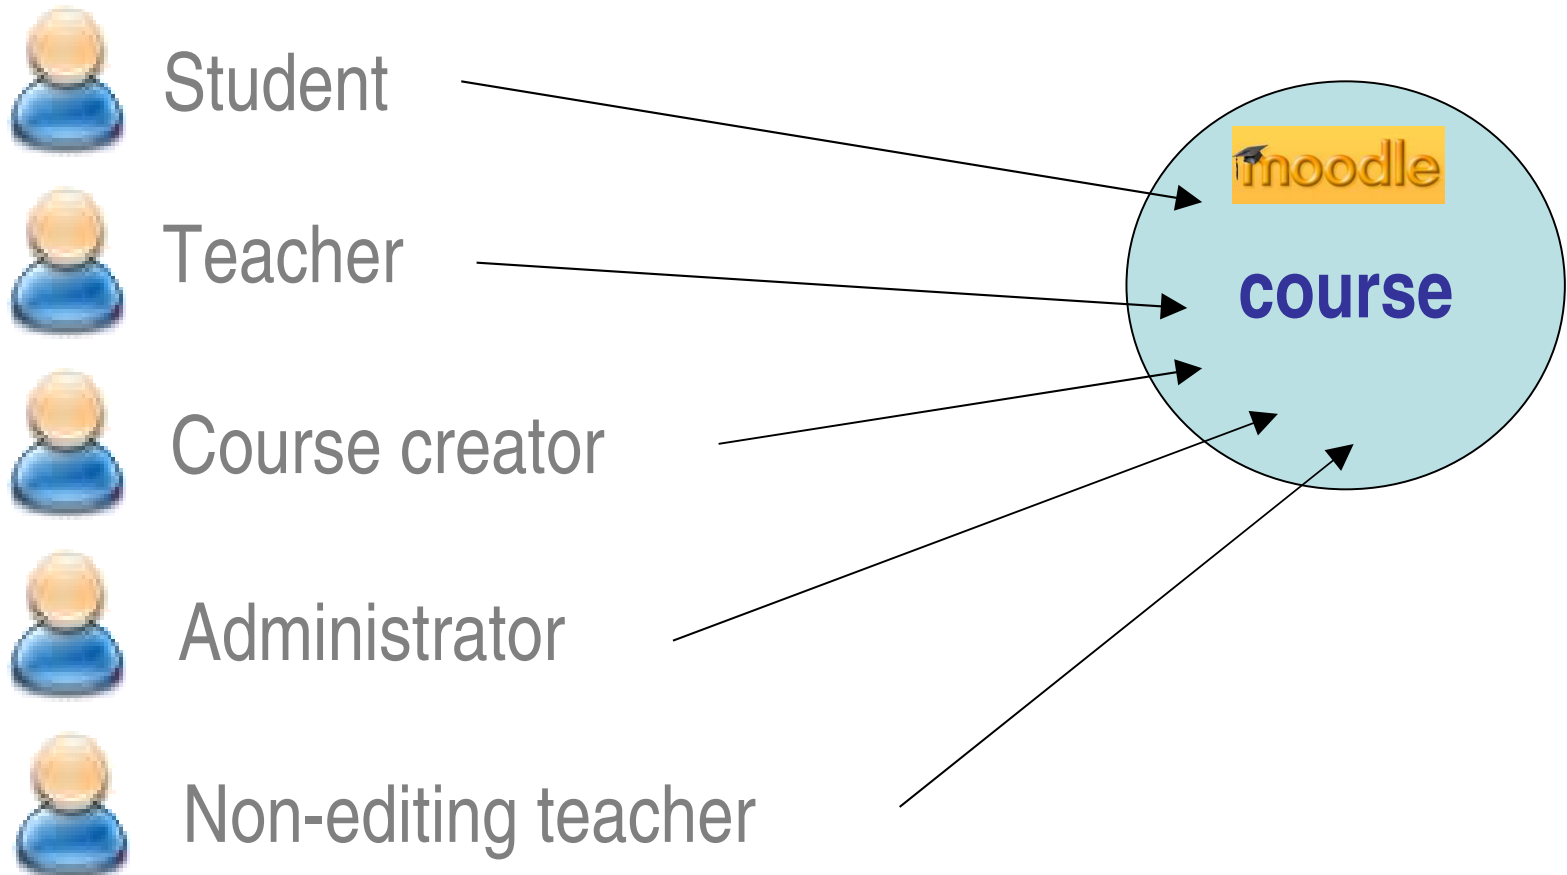 Student
moodle
Teacher
course
Course creator
Administrator
Non-editing teacher